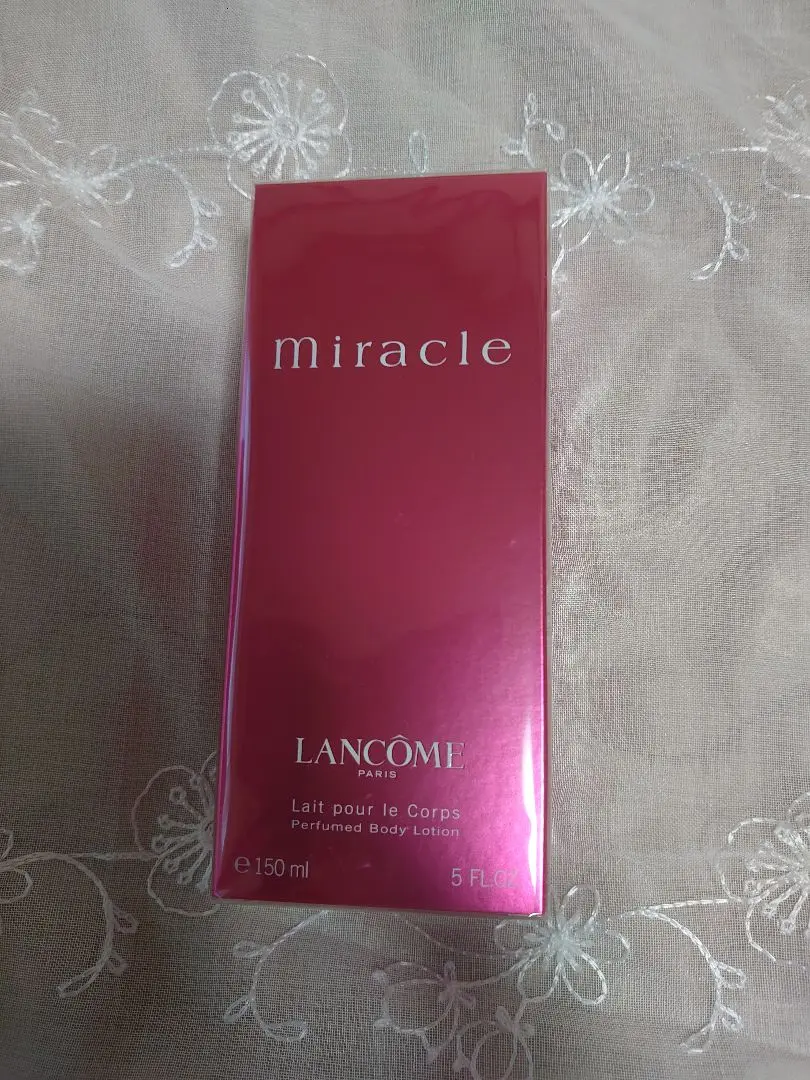 miracle
LANCÔME
PARIS
Lait pour le Corps
Perfumed Body Lotion
℮ 150 ml 5 FL.OZ